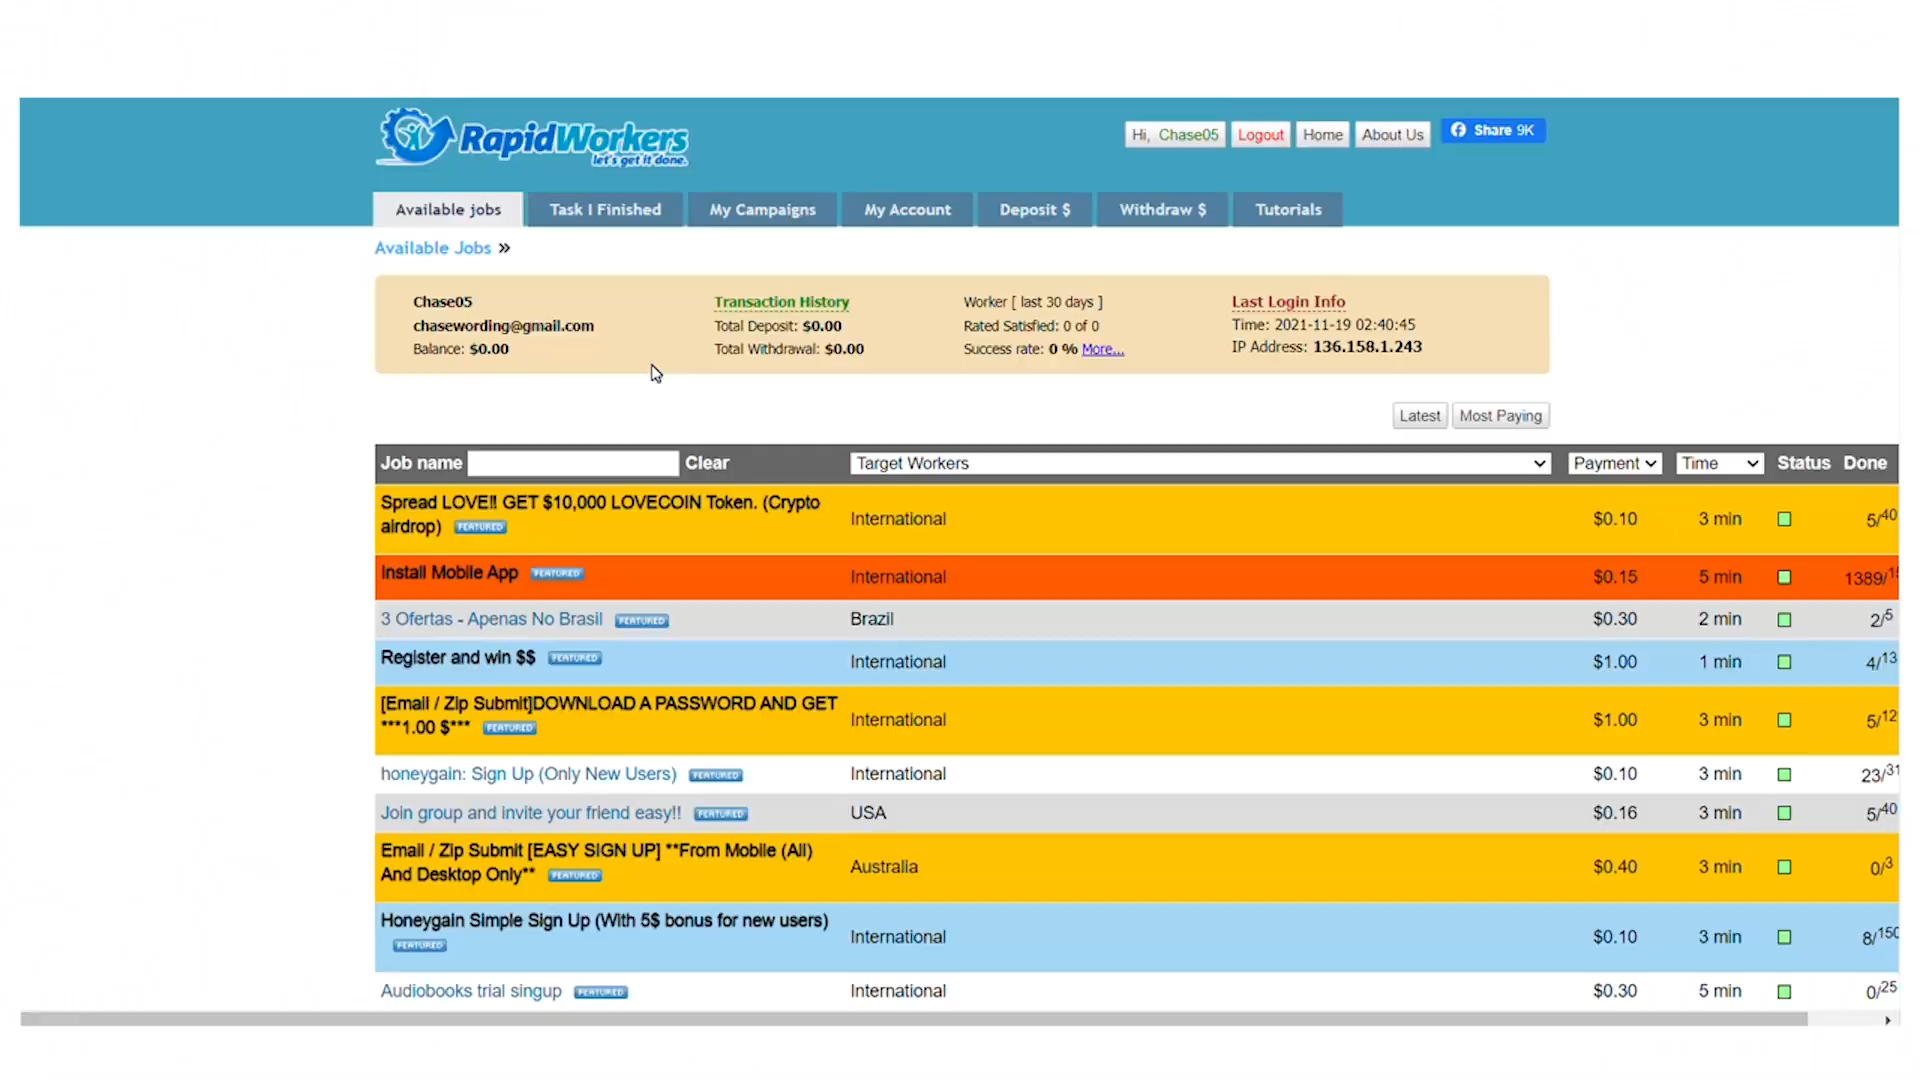 RapidWorkers
let's get it done.
Hi, Chase05 Logout Home About Us Share 9K
Available jobs Task I Finished My Campaigns My Account Deposit $ Withdraw $ Tutorials
Available Jobs »
Chase05 Transaction History Worker [ last 30 days ] Last Login Info
chasewording@gmail.com Total Deposit: $0.00 Rated Satisfied: 0 of 0 Time: 2021-11-19 02:40:45
Balance: $0.00 Total Withdrawal: $0.00 Success rate: 0 % More... IP Address: 136.158.1.243
Latest Most Paying
Job name Clear Target Workers Payment Time Status Done
Spread LOVE!! GET $10,000 LOVECOIN Token. (Crypto
airdrop) FEATURED International $0.10 3 min 5/40
Install Mobile App FEATURED International $0.15 5 min 1389/
3 Ofertas - Apenas No Brasil FEATURED Brazil $0.30 2 min 2/5
Register and win $$ FEATURED International $1.00 1 min 4/13
[Email / Zip Submit]DOWNLOAD A PASSWORD AND GET
***1.00 $*** FEATURED International $1.00 3 min 5/12
honeygain: Sign Up (Only New Users) FEATURED International $0.10 3 min 23/31
Join group and invite your friend easy!! FEATURED USA $0.16 3 min 5/40
Email / Zip Submit [EASY SIGN UP] **From Mobile (All)
And Desktop Only** FEATURED Australia $0.40 3 min 0/3
Honeygain Simple Sign Up (With 5$ bonus for new users)
FEATURED International $0.10 3 min 8/150
Audiobooks trial singup FEATURED International $0.30 5 min 0/25